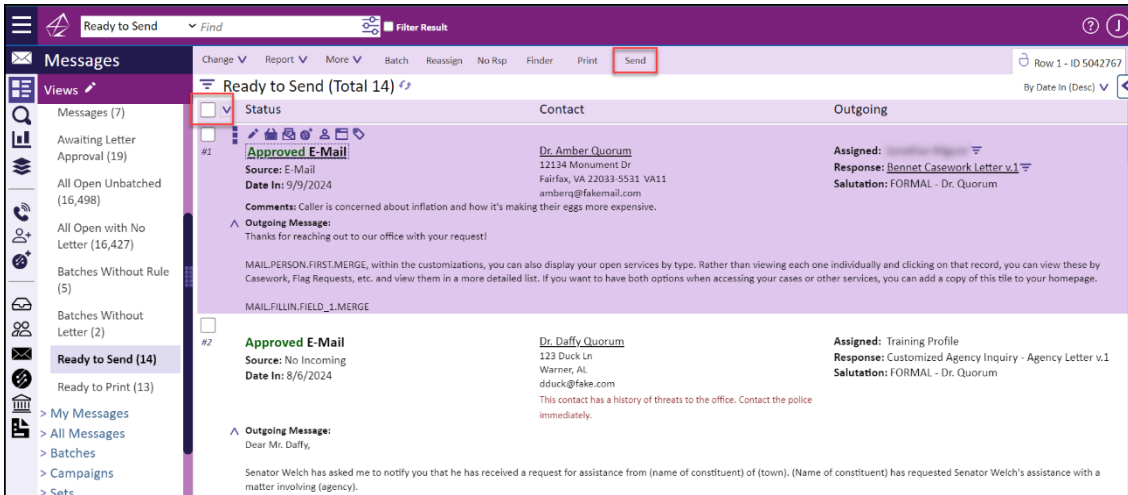 Ready to Send
Find
Filter Result
?
J
Messages
Change
Report
More
Batch
Reassign
No Rsp
Finder
Print
Send
Row 1 - ID 5042767
Views
Ready to Send (Total 14)
By Date In (Desc)
Messages (7)
Awaiting Letter
Approval (19)
All Open Unbatched
(16,498)
All Open with No
Letter (16,427)
Batches Without Rule
(5)
Batches Without
Letter (2)
Ready to Send (14)
Ready to Print (13)
> My Messages
> All Messages
> Batches
> Campaigns
> Sets
Status
Contact
Outgoing
#1
Approved E-Mail
Source: E-Mail
Date In: 9/9/2024
Dr. Amber Quorum
12134 Monument Dr
Fairfax, VA 22033-5531 VA11
amberq@fakemail.com
Assigned:
Response: Bennet Casework Letter v.1
Salutation: FORMAL - Dr. Quorum
Comments: Caller is concerned about inflation and how it's making their eggs more expensive.
Outgoing Message:
Thanks for reaching out to our office with your request!
MAIL.PERSON.FIRST.MERGE, within the customizations, you can also display your open services by type. Rather than viewing each one individually and clicking on that record, you can view these by
Casework, Flag Requests, etc. and view them in a more detailed list. If you want to have both options when accessing your cases or other services, you can add a copy of this tile to your homepage.
MAIL.FILLIN.FIELD_1.MERGE
#2
Approved E-Mail
Source: No Incoming
Date In: 8/6/2024
Dr. Daffy Quorum
123 Duck Ln
Warner, AL
dduck@fake.com
This contact has a history of threats to the office. Contact the police
immediately.
Assigned: Training Profile
Response: Customized Agency Inquiry - Agency Letter v.1
Salutation: FORMAL - Dr. Quorum
Outgoing Message:
Dear Mr. Daffy,
Senator Welch has asked me to notify you that he has received a request for assistance from (name of constituent) of (town). (Name of constituent) has requested Senator Welch's assistance with a
matter involving (agency).